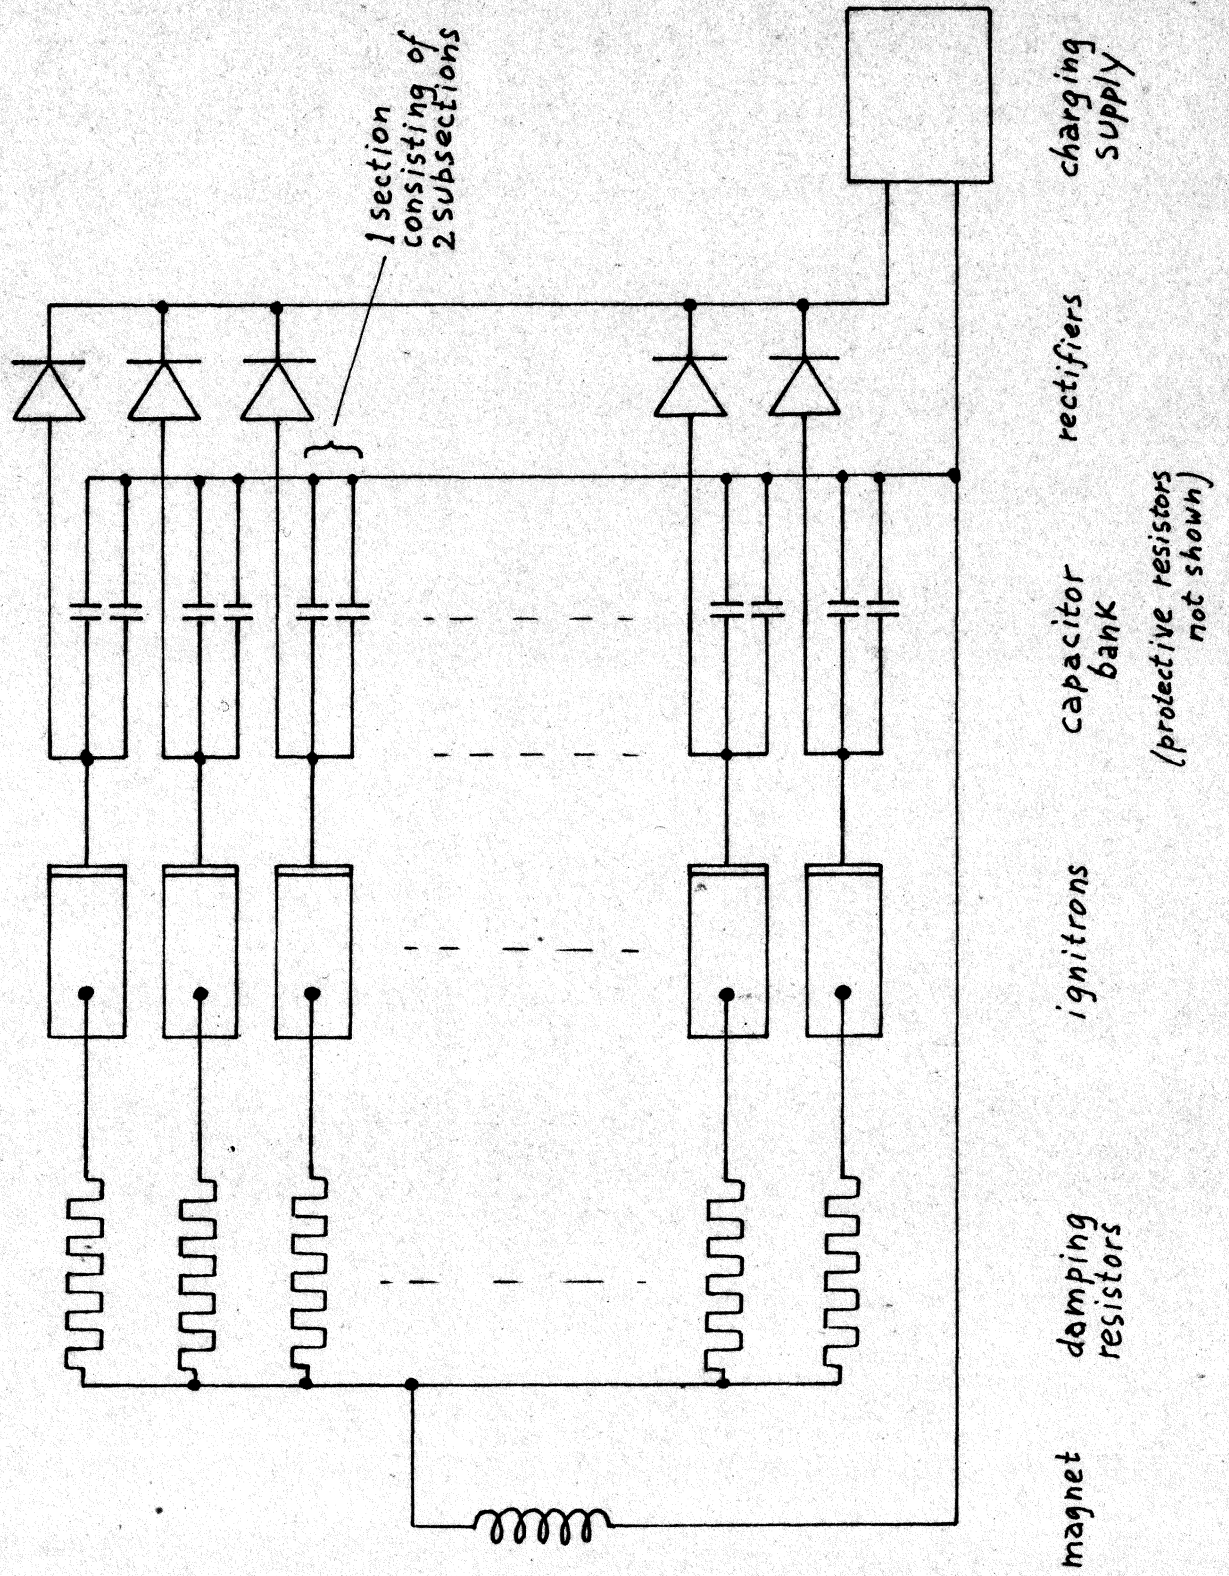 1 section
consisting of
2 subsections
charging
supply
rectifiers
capacitor
bank
(protective resistors
not shown)
ignitrons
damping
resistors
magnet